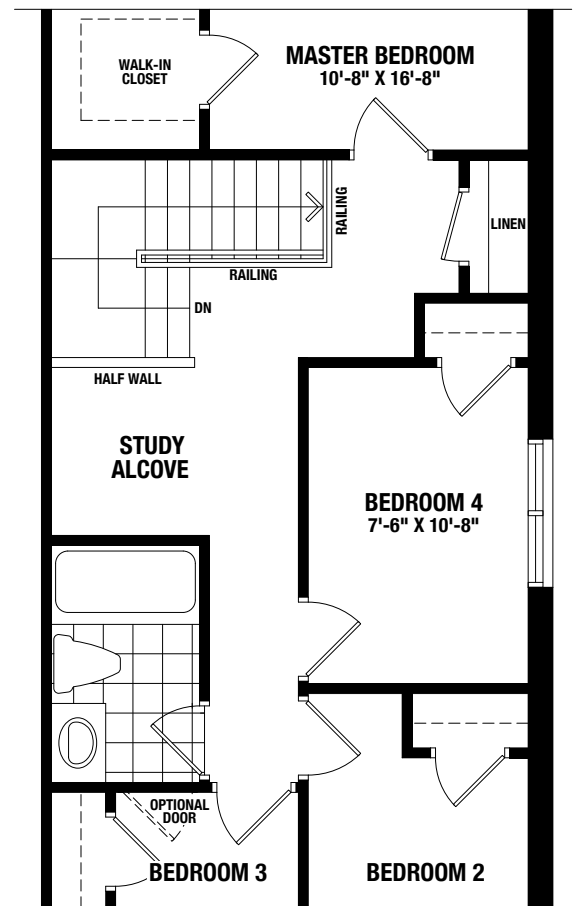 WALK-IN
CLOSET
MASTER BEDROOM
10'-8" X 16'-8"
RAILING
LINEN
RAILING
DN
HALF WALL
STUDY
ALCOVE
BEDROOM 4
7'-6" X 10'-8"
OPTIONAL
DOOR
BEDROOM 3
BEDROOM 2